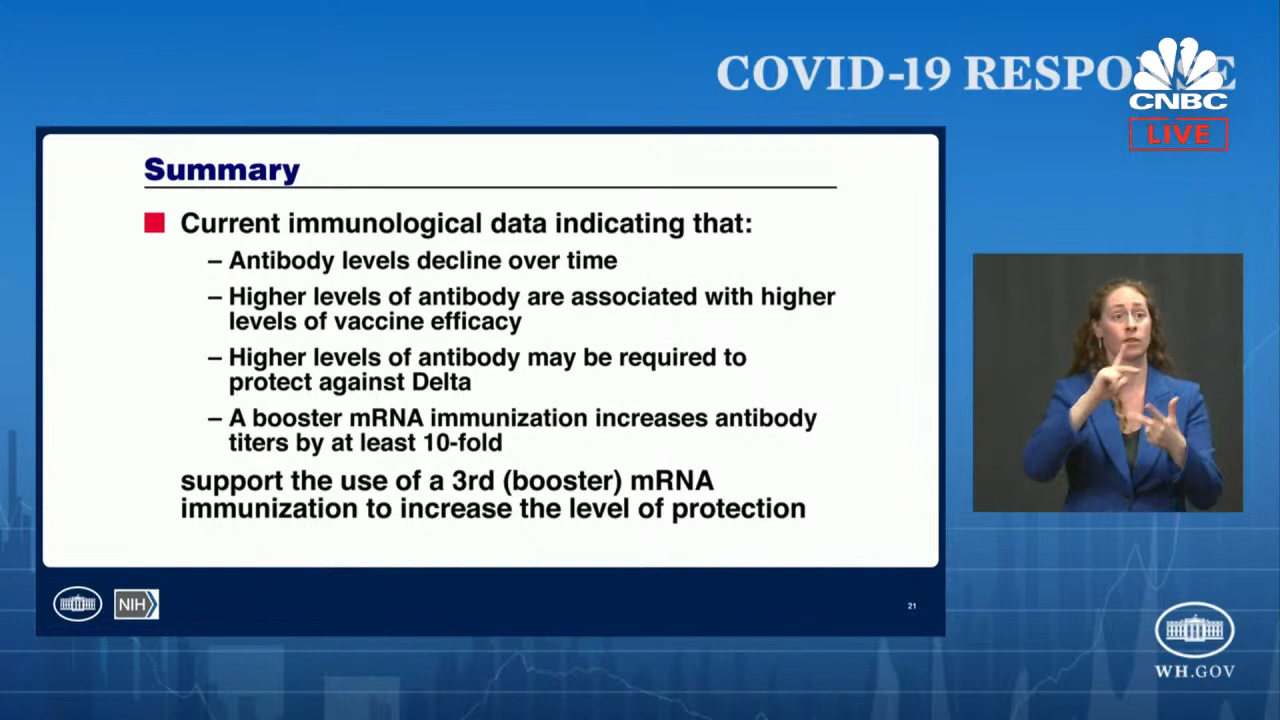 COVID-19 RESPONSE
CNBC
LIVE
Summary
Current immunological data indicating that:
– Antibody levels decline over time
– Higher levels of antibody are associated with higher
levels of vaccine efficacy
– Higher levels of antibody may be required to
protect against Delta
– A booster mRNA immunization increases antibody
titers by at least 10-fold
support the use of a 3rd (booster) mRNA
immunization to increase the level of protection
NIH
21
WH.GOV